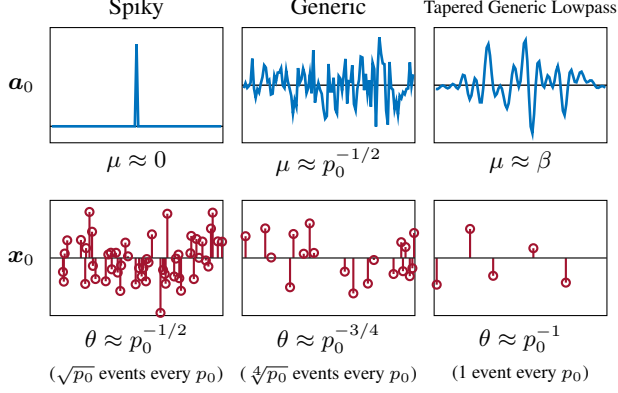 Spiky Generic Tapered Generic Lowpass
a₀
μ ≈ 0 μ ≈ p₀^{-1/2} μ ≈ β
x₀
θ ≈ p₀^{-1/2} θ ≈ p₀^{-3/4} θ ≈ p₀^{-1}
(√p₀ events every p₀) (∜p₀ events every p₀) (1 event every p₀)